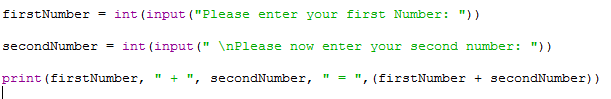 firstNumber = int(input("Please enter your first Number: "))
secondNumber = int(input(" \nPlease now enter your second number: "))
print(firstNumber, " + ", secondNumber, " = ",(firstNumber + secondNumber))